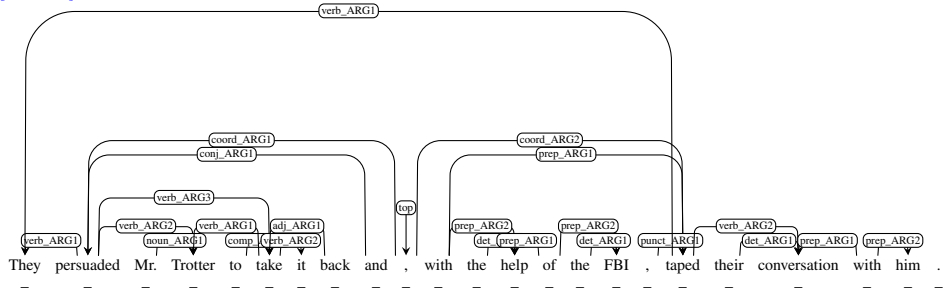 verb_ARG1
coord_ARG1 coord_ARG2
conj_ARG1 prep_ARG1
verb_ARG3 top
verb_ARG2 verb_ARG1 adj_ARG1 prep_ARG2 prep_ARG2 verb_ARG2
verb_ARG1 noun_ARG1 comp_ verb_ARG2 det_ prep_ARG1 det_ARG1 punct_ARG1 det_ARG1 prep_ARG1 prep_ARG2
They persuaded Mr. Trotter to take it back and , with the help of the FBI , taped their conversation with him .
_ _ _ _ _ _ _ _ _ _ _ _ _ _ _ _ _ _ _ _ _ _ _